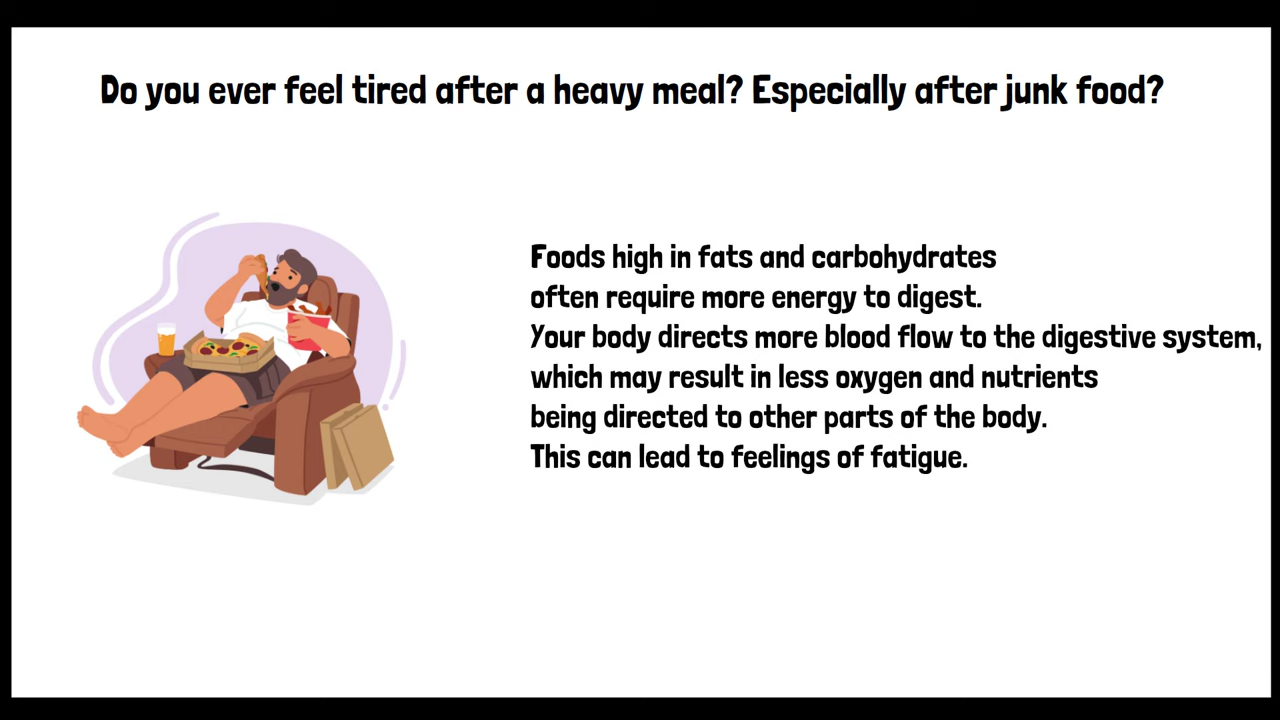 Do you ever feel tired after a heavy meal? Especially after junk food?
Foods high in fats and carbohydrates
often require more energy to digest.
Your body directs more blood flow to the digestive system,
which may result in less oxygen and nutrients
being directed to other parts of the body.
This can lead to feelings of fatigue.